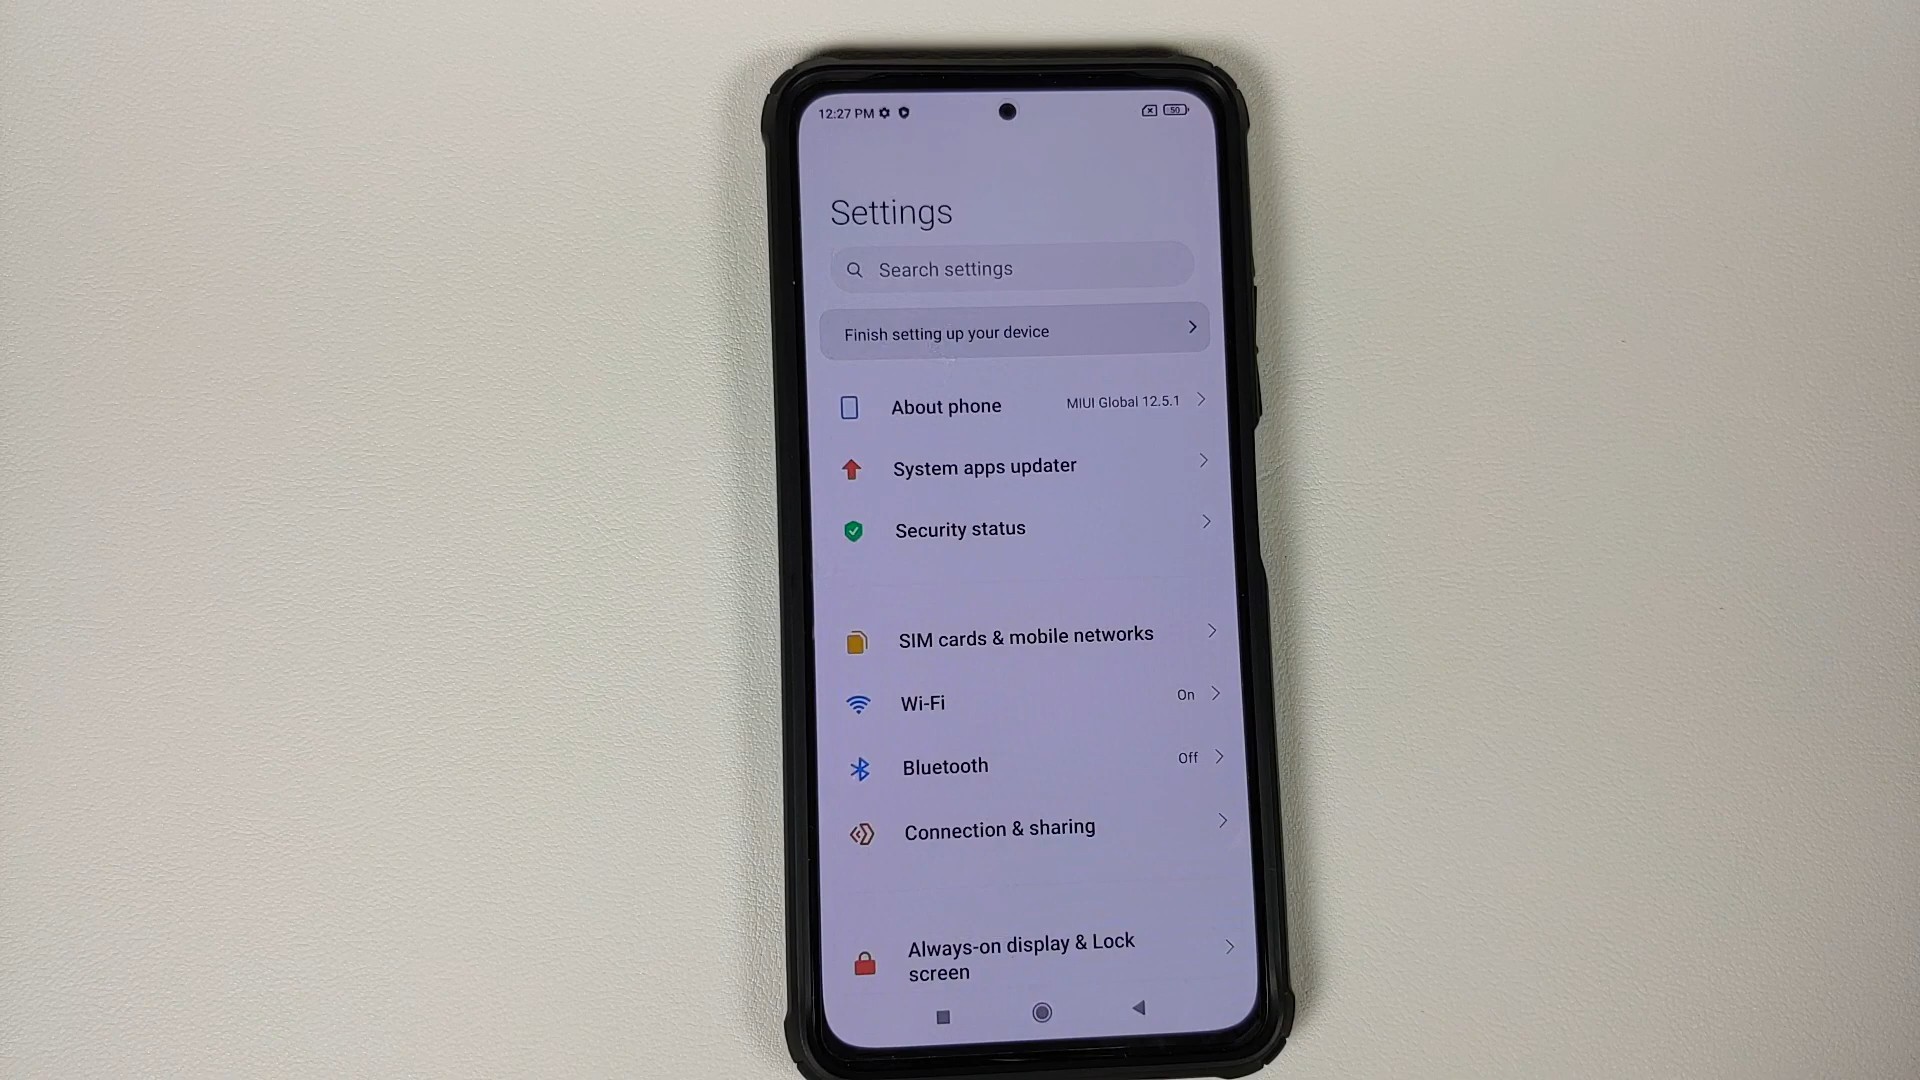 12:27 PM
50
Settings
Search settings
Finish setting up your device
About phone MIUI Global 12.5.1
System apps updater
Security status
SIM cards & mobile networks
Wi-Fi On
Bluetooth Off
Connection & sharing
Always-on display & Lock
screen